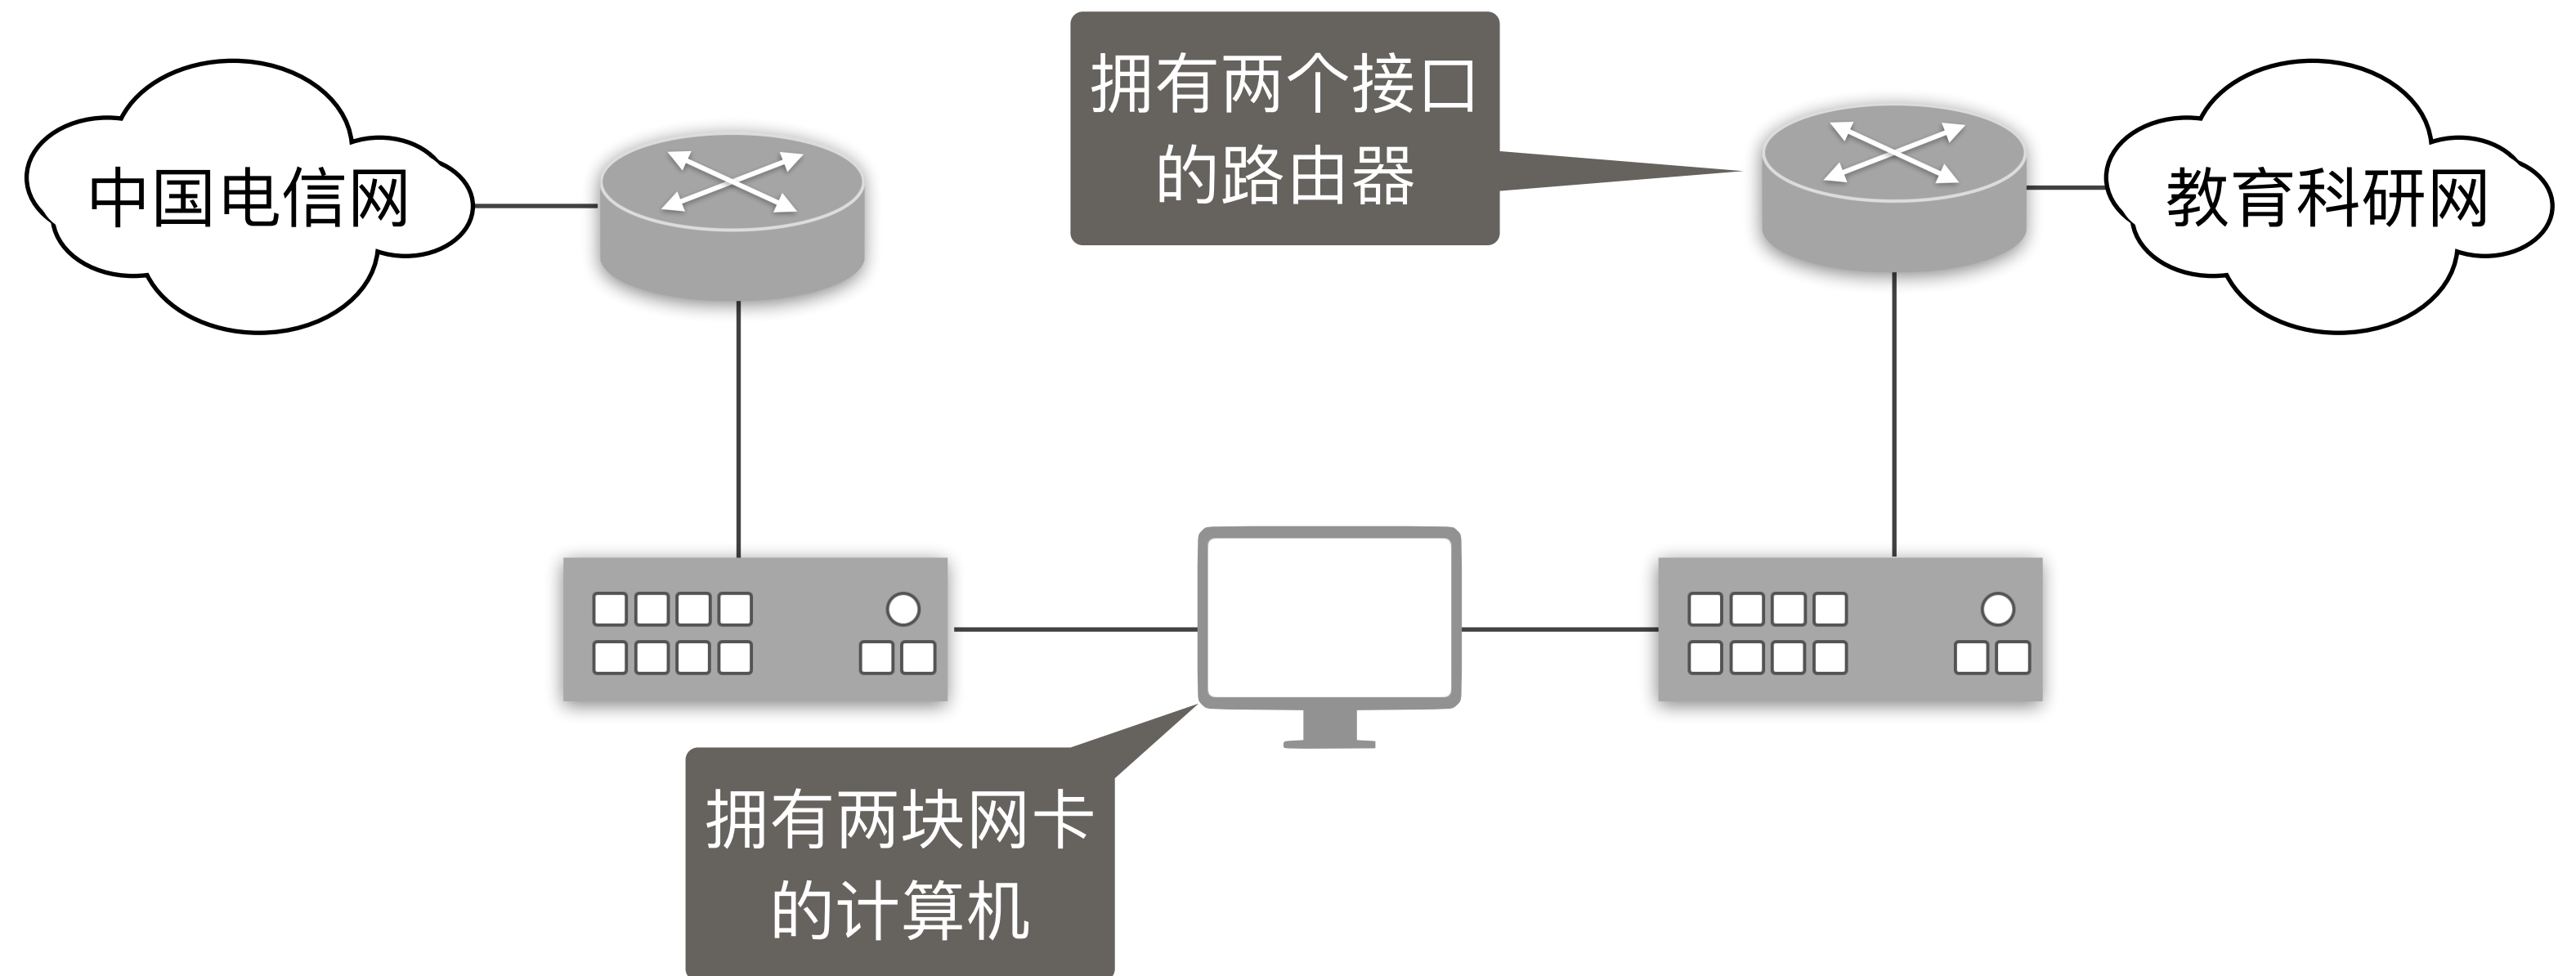 拥有两个接口
的路由器
中国电信网
教育科研网
拥有两块网卡
的计算机